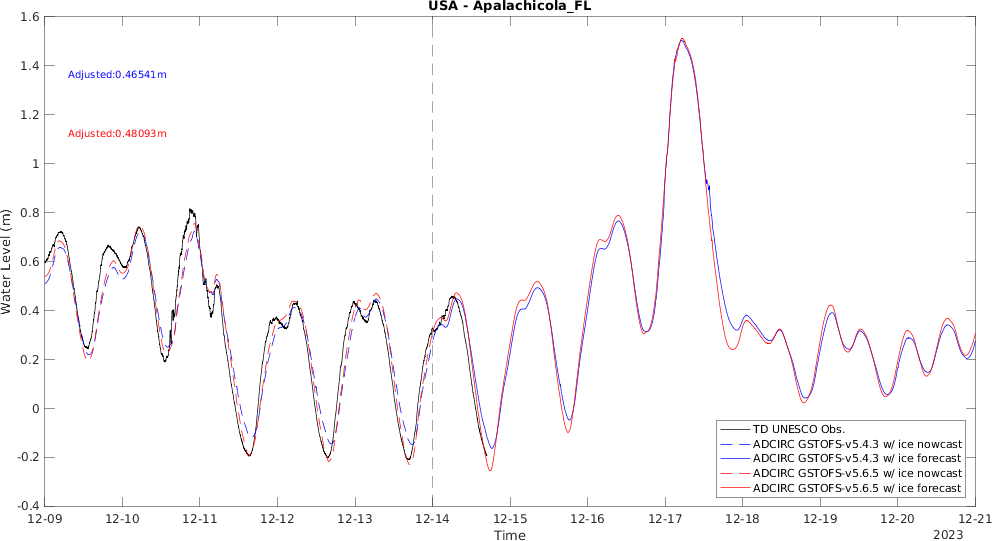 USA - Apalachicola_FL
1.6
1.4
1.2
1
0.8
0.6
0.4
0.2
0
-0.2
-0.4
Water Level (m)
Adjusted:0.46541m
Adjusted:0.48093m
TD UNESCO Obs.
ADCIRC GSTOFS-v5.4.3 w/ ice nowcast
ADCIRC GSTOFS-v5.4.3 w/ ice forecast
ADCIRC GSTOFS-v5.6.5 w/ ice nowcast
ADCIRC GSTOFS-v5.6.5 w/ ice forecast
12-09 12-10 12-11 12-12 12-13 12-14 12-15 12-16 12-17 12-18 12-19 12-20 12-21
Time
2023